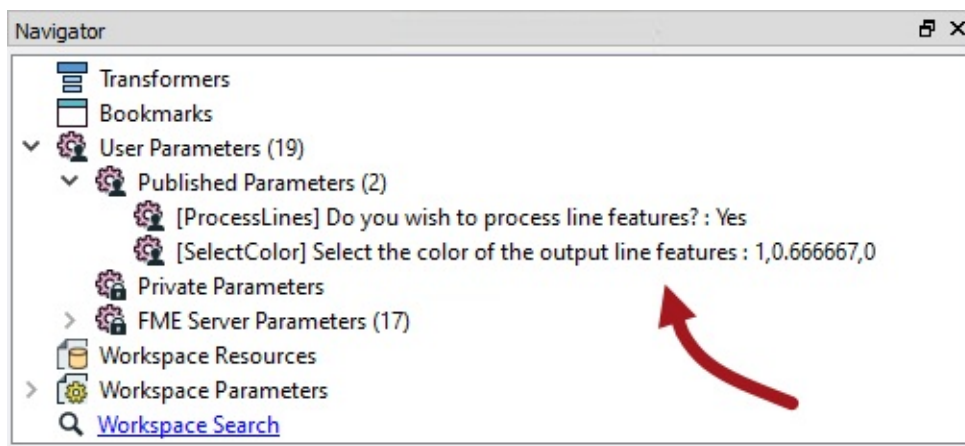 Navigator
Transformers
Bookmarks
User Parameters (19)
Published Parameters (2)
[ProcessLines] Do you wish to process line features? : Yes
[SelectColor] Select the color of the output line features : 1,0.666667,0
Private Parameters
FME Server Parameters (17)
Workspace Resources
Workspace Parameters
Workspace Search